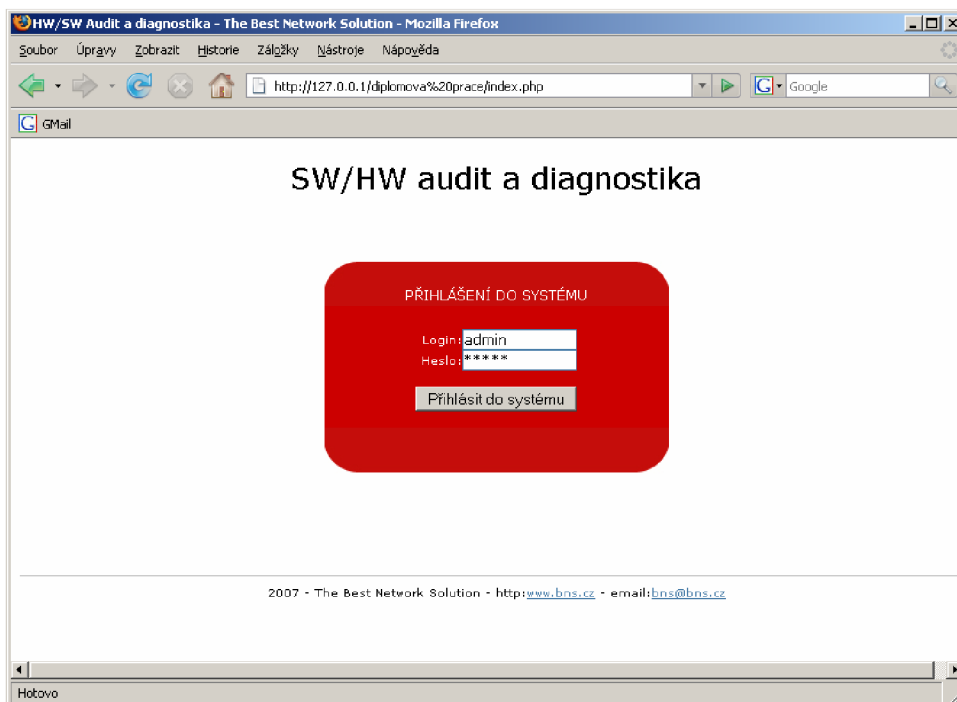 HW/SW Audit a diagnostika - The Best Network Solution - Mozilla Firefox
Soubor Úpravy Zobrazit Historie Záložky Nástroje Nápověda
http://127.0.0.1/diplomova%20prace/index.php G Google
G GMail
SW/HW audit a diagnostika
PŘIHLÁŠENÍ DO SYSTÉMU
Login: admin
Heslo: *****
Přihlásit do systému
2007 - The Best Network Solution - http:www.bns.cz - email:bns@bns.cz
Hotovo